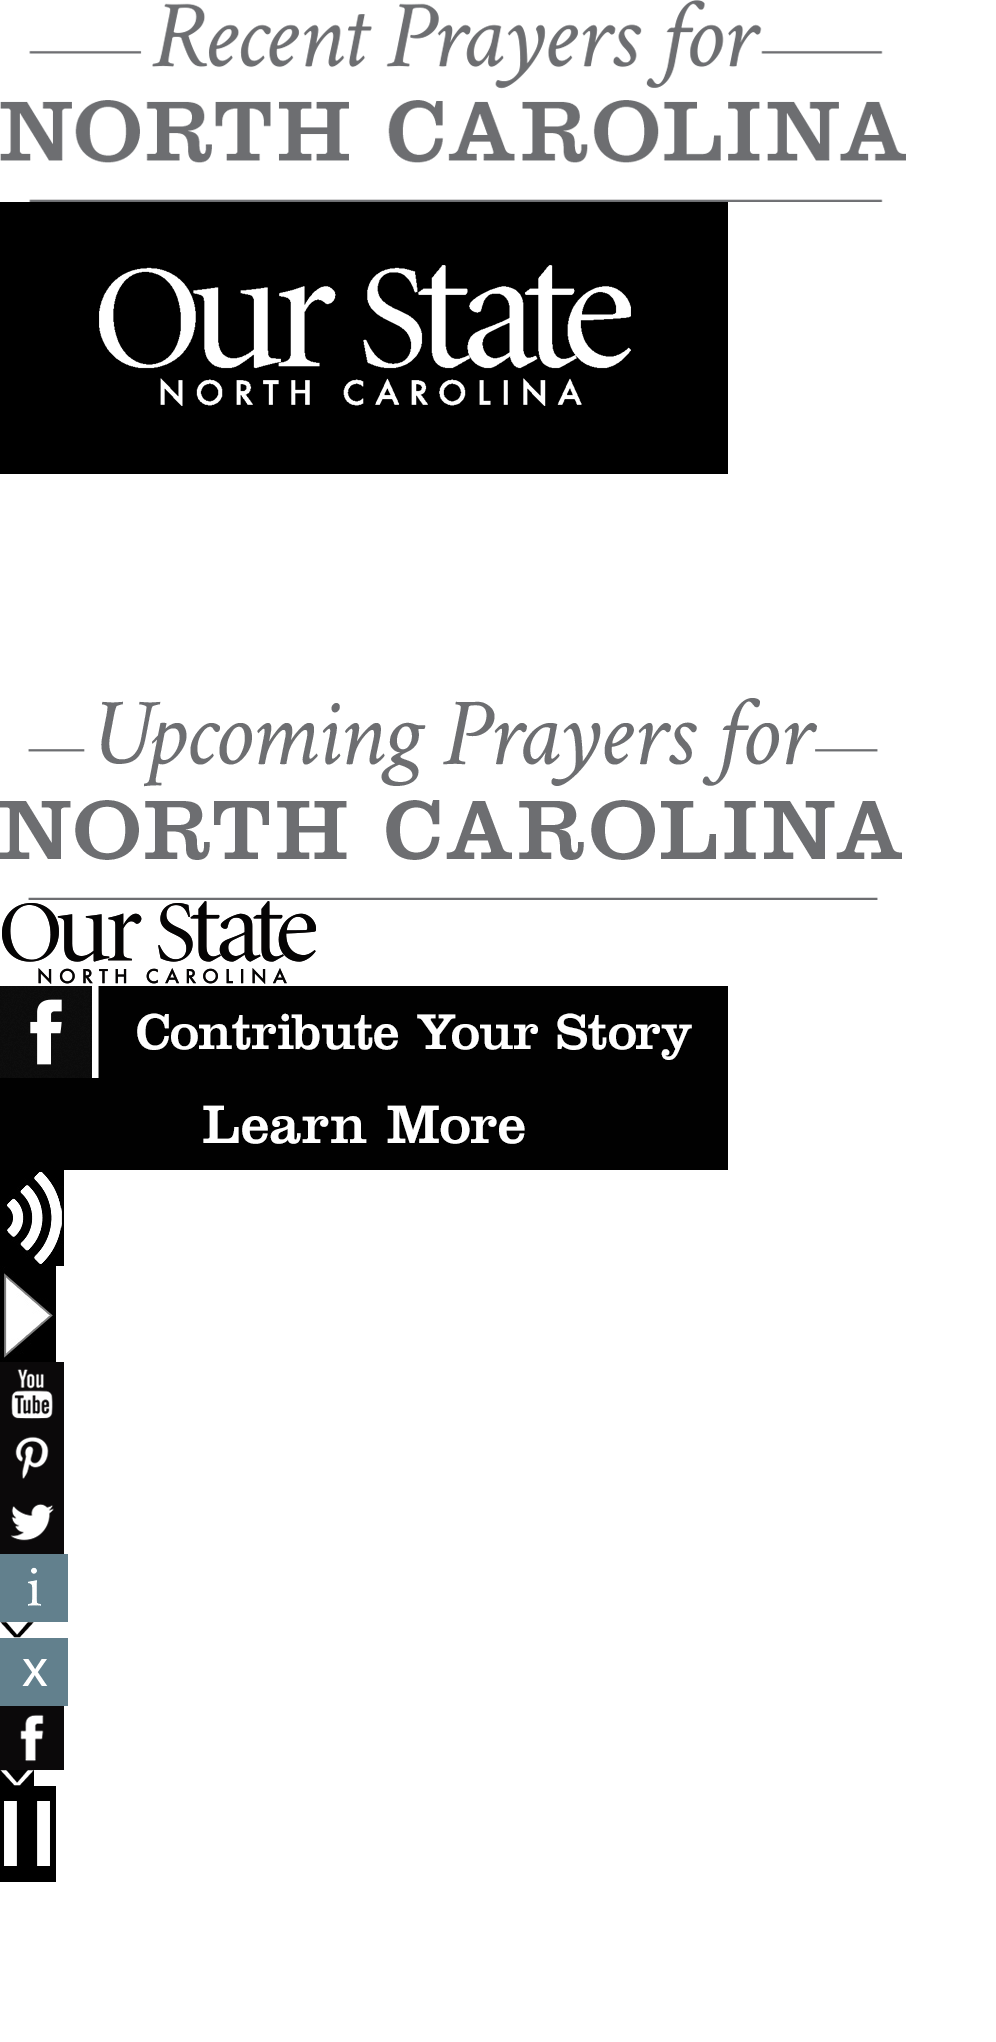 Recent Prayers for
NORTH CAROLINA
Our State
NORTH CAROLINA
Upcoming Prayers for
NORTH CAROLINA
Our State
NORTH CAROLINA
f Contribute Your Story
Learn More
You
Tube
i
x
f